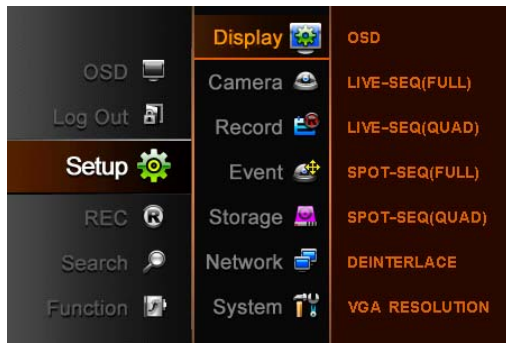 OSD
Log Out
Setup
REC
Search
Function
Display
Camera
Record
Event
Storage
Network
System
OSD
LIVE-SEQ(FULL)
LIVE-SEQ(QUAD)
SPOT-SEQ(FULL)
SPOT-SEQ(QUAD)
DEINTERLACE
VGA RESOLUTION